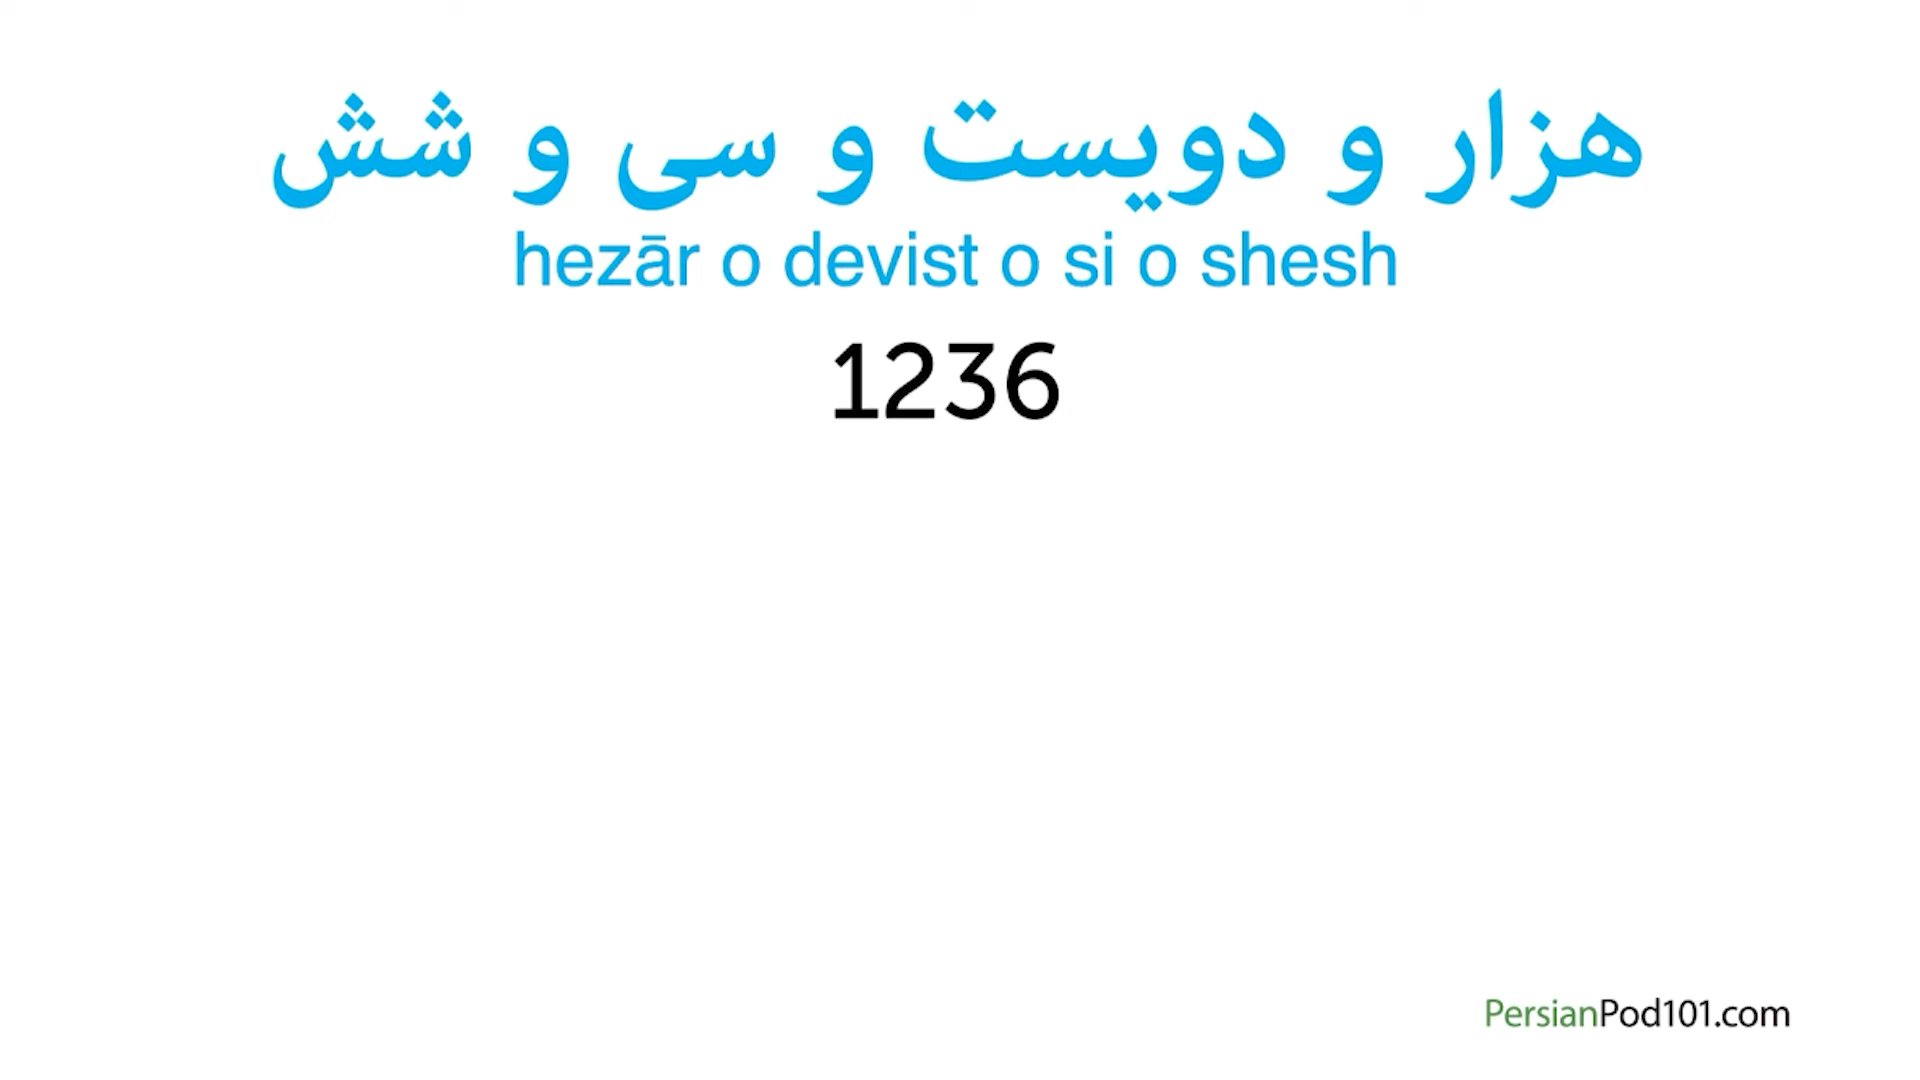 هزار و دویست و سی و شش
hezār o devist o si o shesh
1236
PersianPod101.com